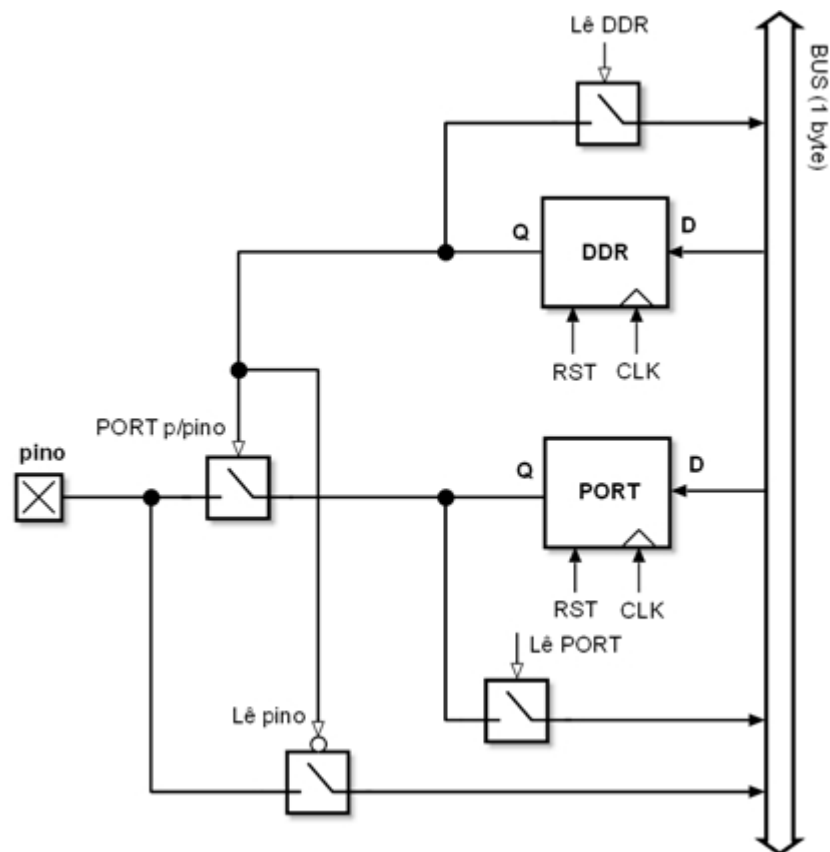 Lê DDR
BUS (1 byte)
Q
D
DDR
RST
CLK
PORT p/pino
pino
Q
D
PORT
RST
CLK
Lê PORT
Lê pino